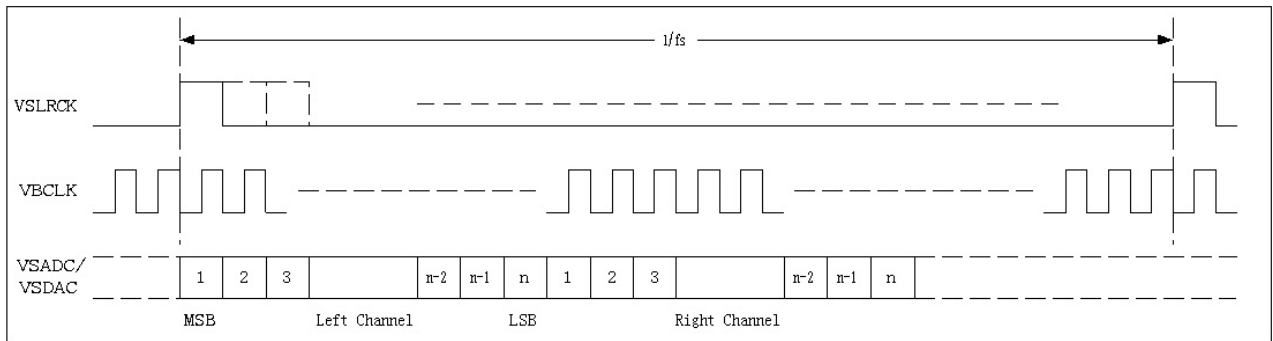 1/fs
VSLRCK
VBCLK
VSADC/
VSDAC
1 2 3 n-2 n-1 n 1 2 3 n-2 n-1 n
MSB Left Channel LSB Right Channel